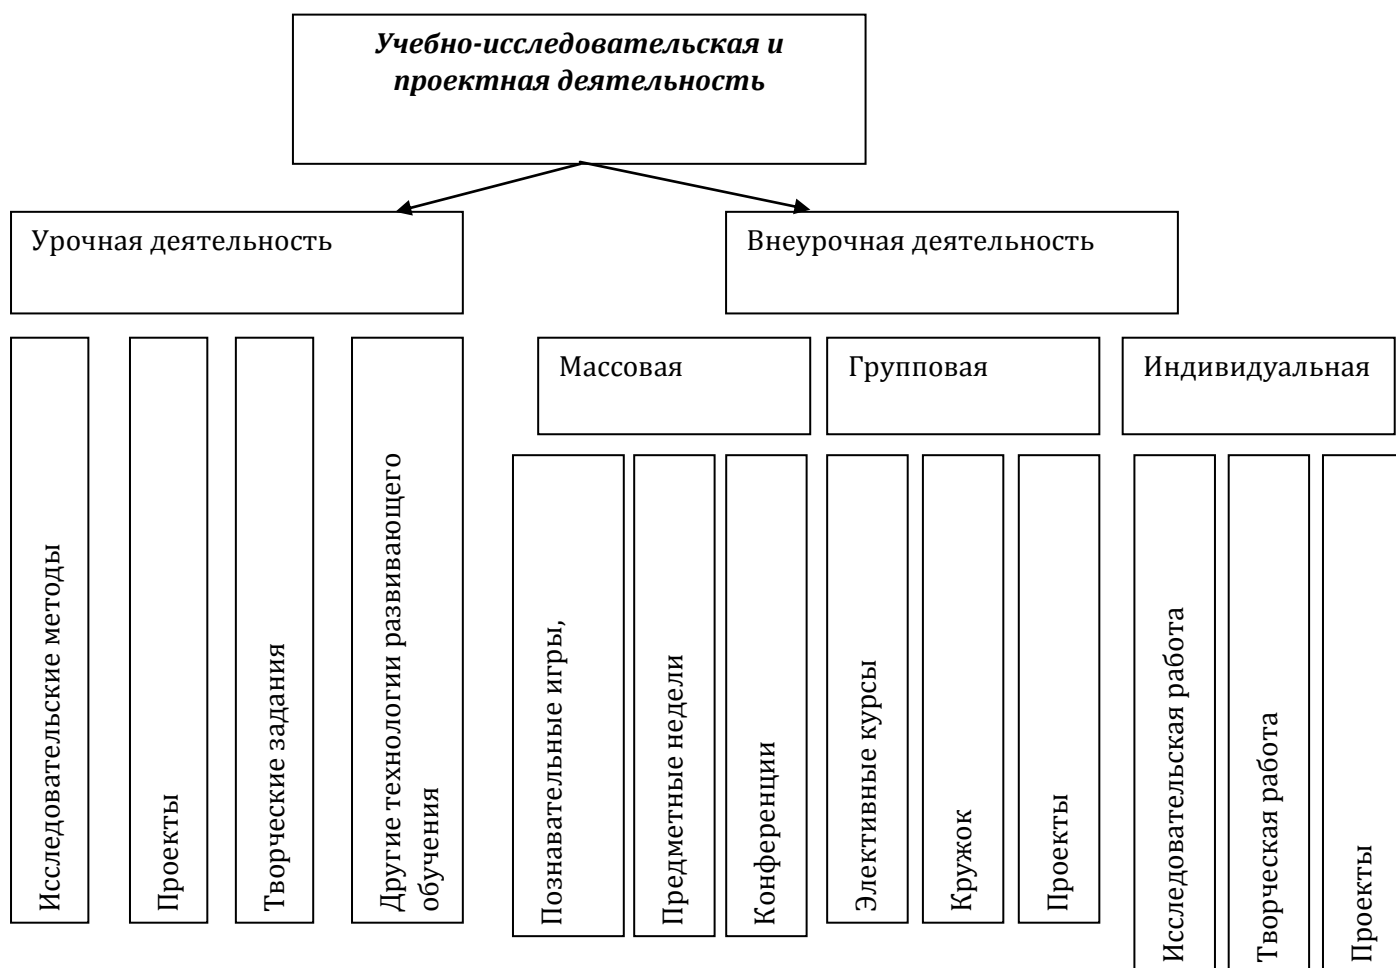 Учебно-исследовательская и
проектная деятельность
Урочная деятельность
Внеурочная деятельность
Массовая
Групповая
Индивидуальная
Исследовательские методы
Проекты
Творческие задания
Другие технологии развивающего
обучения
Познавательные игры,
Предметные недели
Конференции
Элективные курсы
Кружок
Проекты
Исследовательская работа
Творческая работа
Проекты